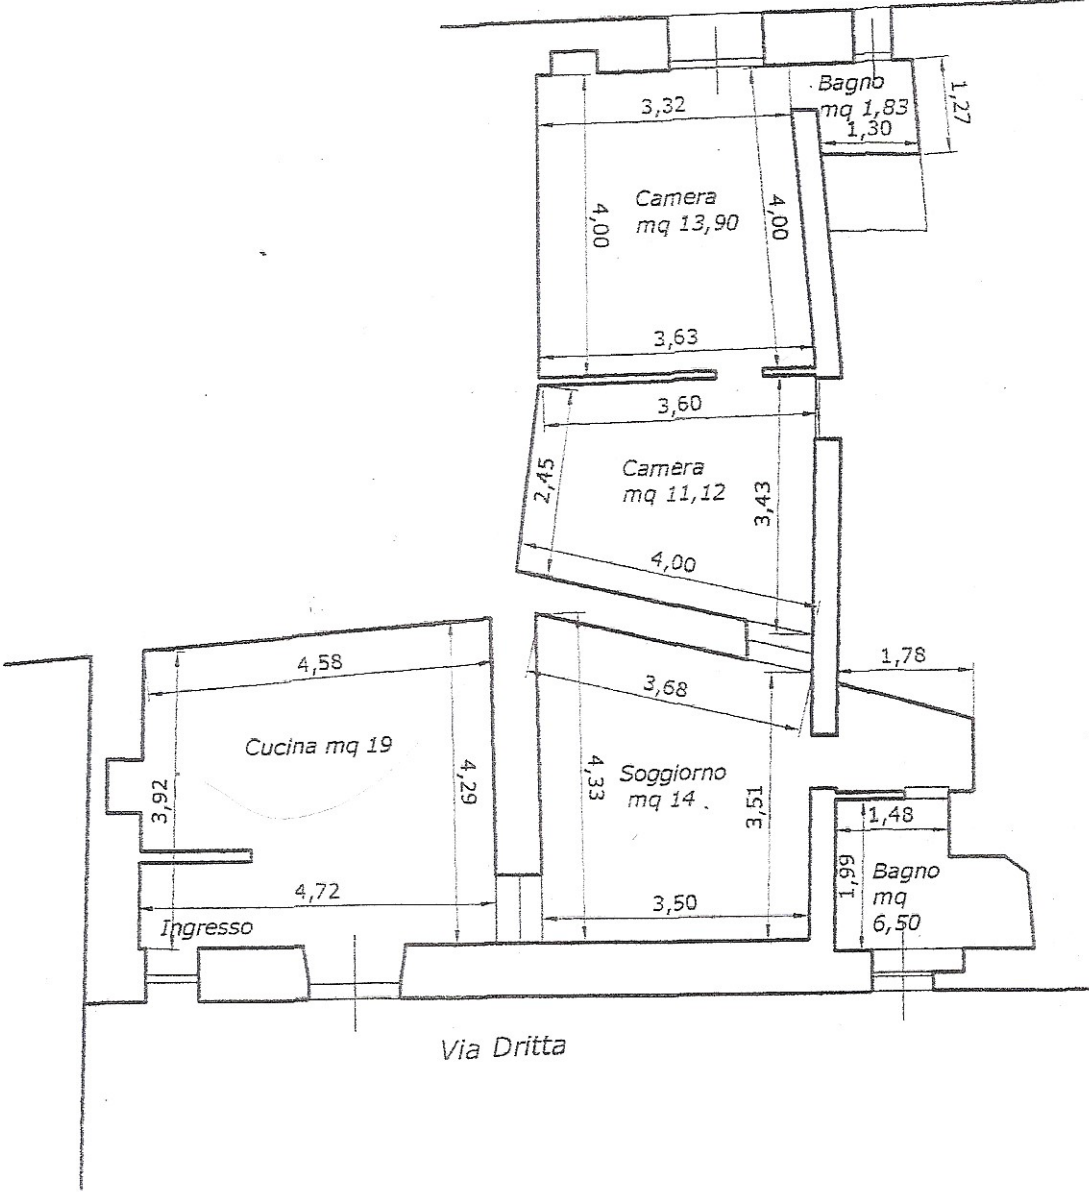 Bagno
mq 1,83
1,30
1,27
3,32
Camera
mq 13,90
4,00
4,00
3,63
3,60
Camera
mq 11,12
2,45
3,43
4,00
4,58
3,68
1,78
Cucina mq 19
Soggiorno
mq 14
3,92
4,29
4,33
3,51
1,48
1,99
Bagno
mq
6,50
4,72
3,50
Ingresso
Via Dritta